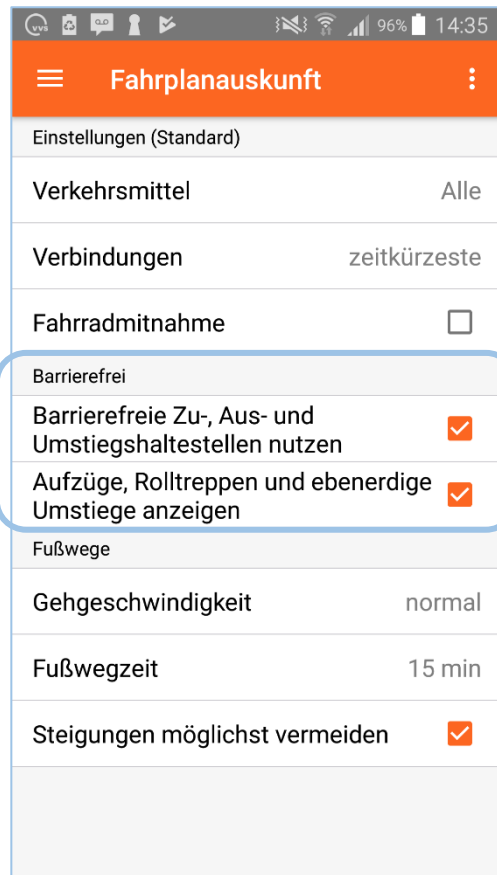 vvs 96% 14:35
Fahrplanauskunft
Einstellungen (Standard)
Verkehrsmittel Alle
Verbindungen zeitkürzeste
Fahrradmitnahme
Barrierefrei
Barrierefreie Zu-, Aus- und
Umstiegshaltestellen nutzen
Aufzüge, Rolltreppen und ebenerdige
Umstiege anzeigen
Fußwege
Gehgeschwindigkeit normal
Fußwegzeit 15 min
Steigungen möglichst vermeiden